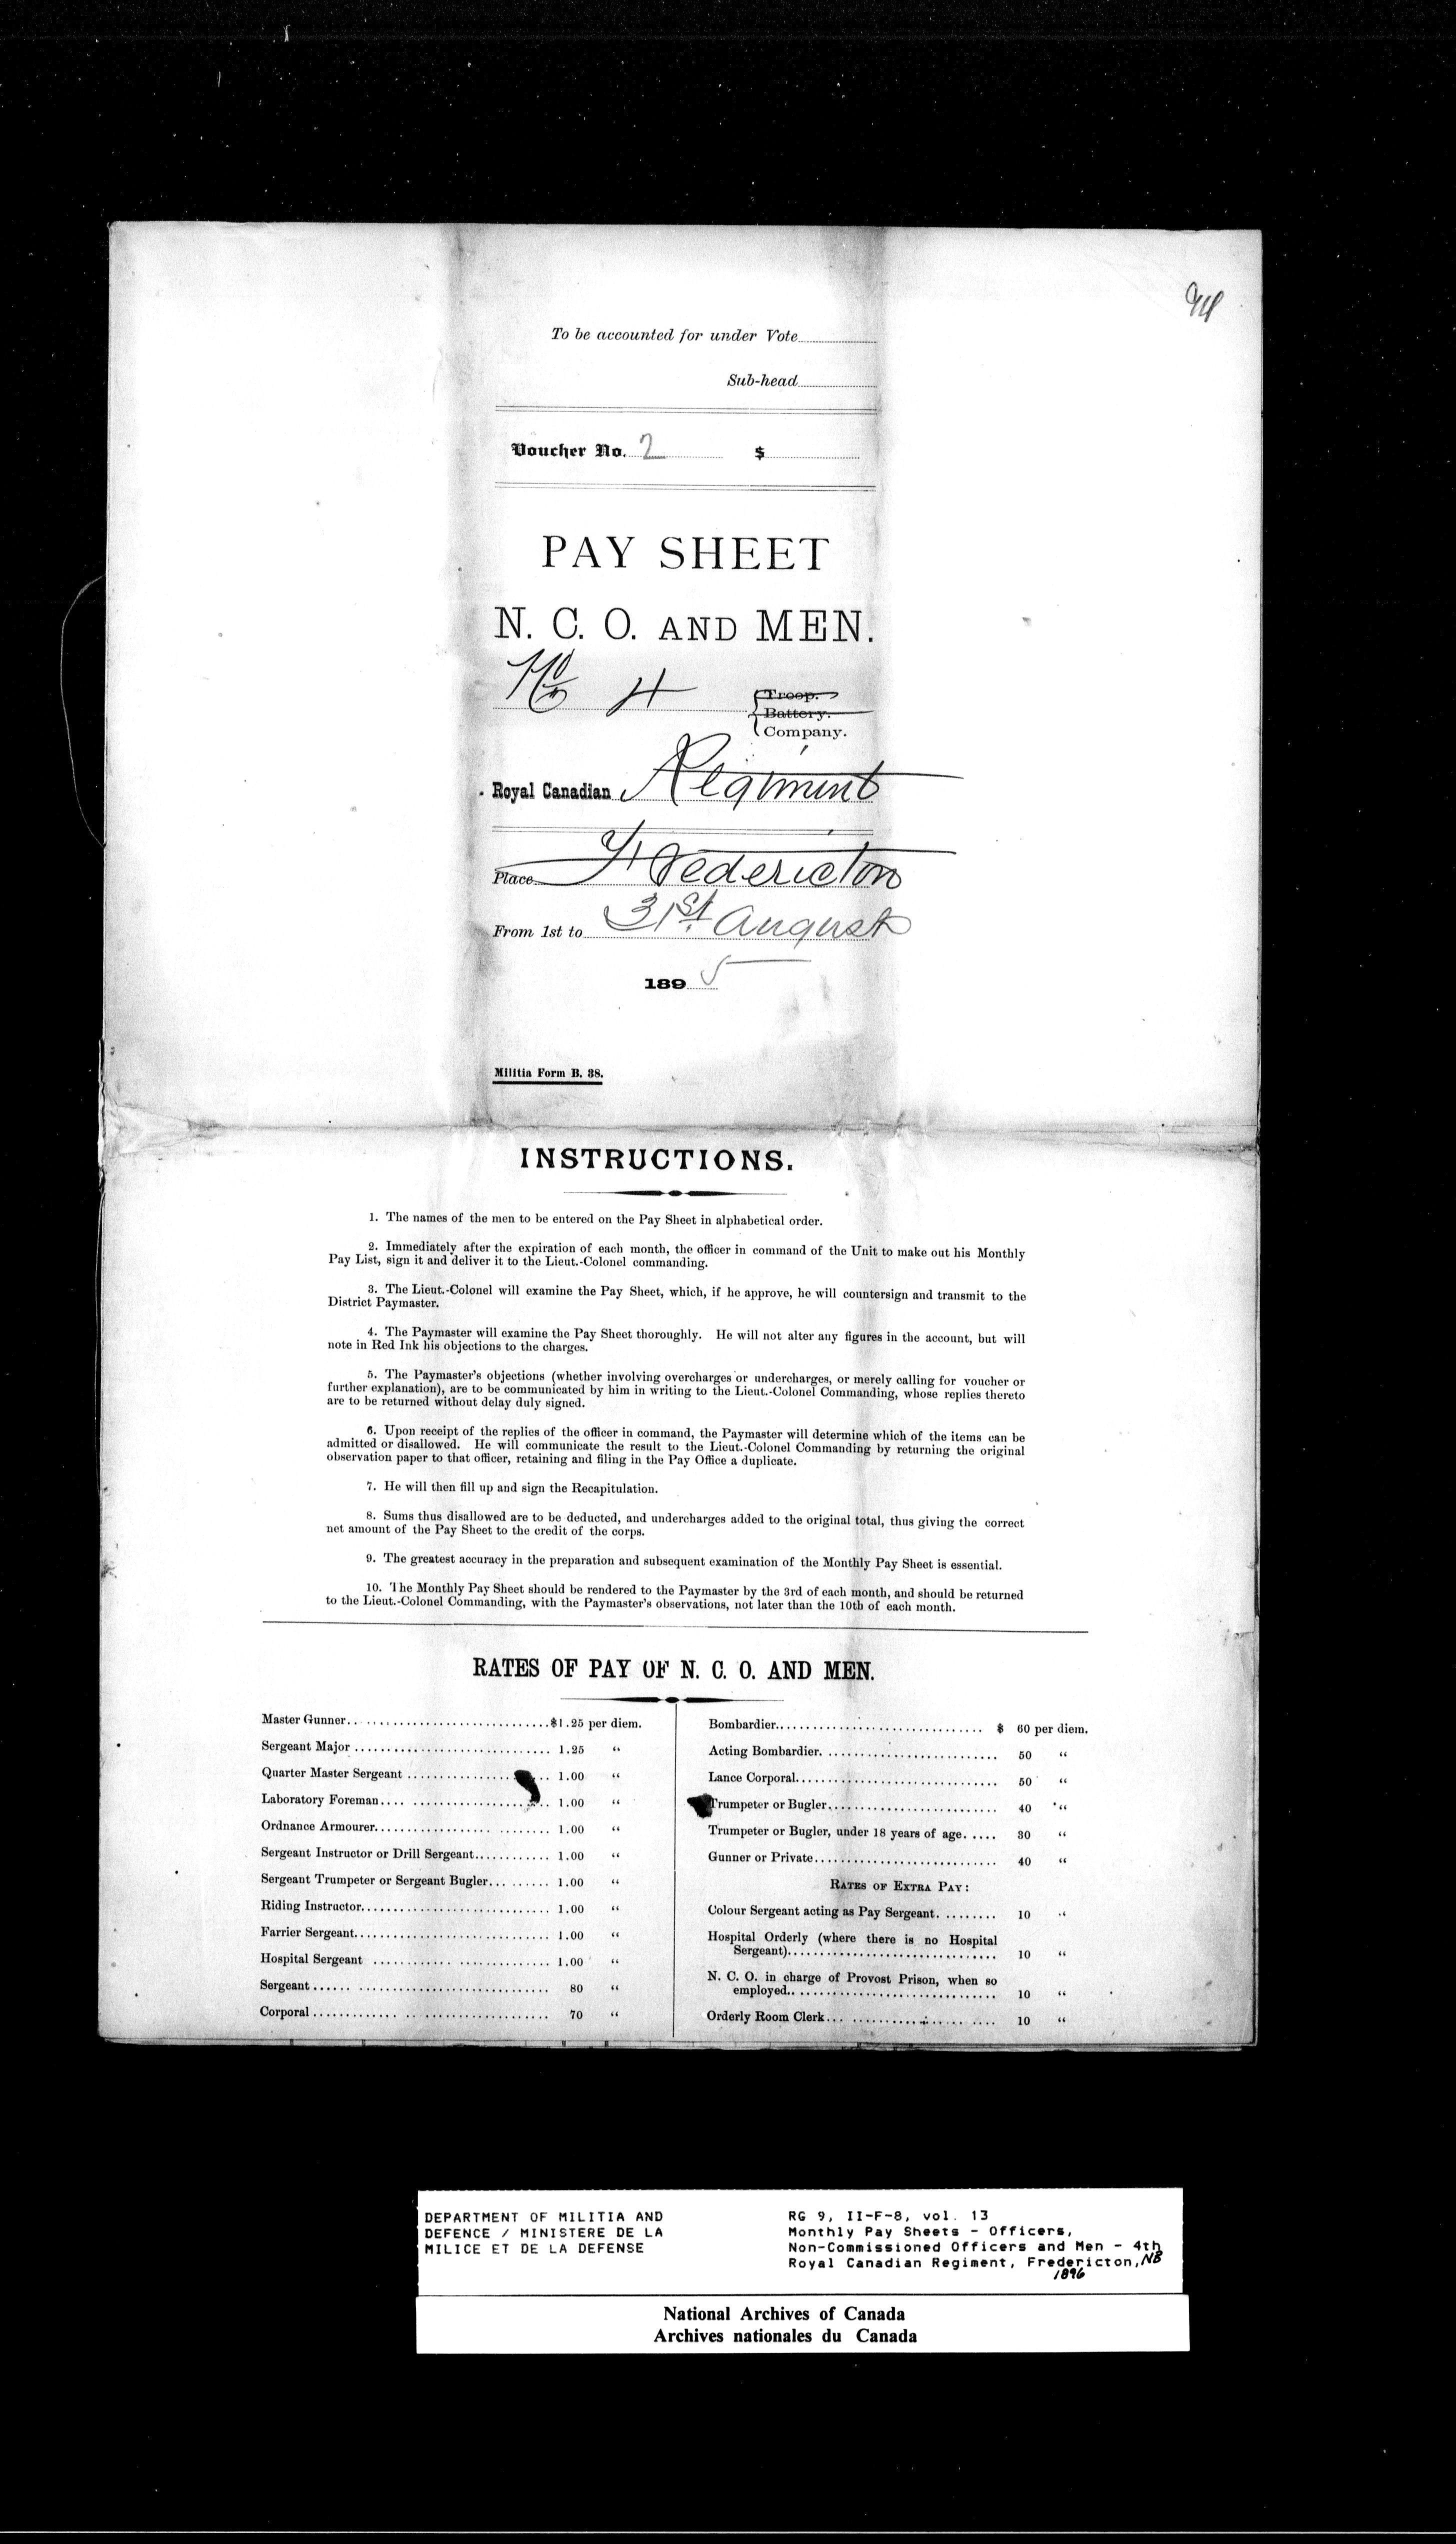 To be accounted for under Vote
Sub-head
Voucher No. 2 $
PAY SHEET
N. C. O. AND MEN.
No 4
Troop.
Battery.
Company.
Royal Canadian Regiment
Place Fredericton
From 1st to 31st. August
1895
Militia Form B. 38.
INSTRUCTIONS.
1. The names of the men to be entered on the Pay Sheet in alphabetical order.
2. Immediately after the expiration of each month, the officer in command of the Unit to make out his Monthly
Pay List, sign it and deliver it to the Lieut.-Colonel commanding.
3. The Lieut.-Colonel will examine the Pay Sheet, which, if he approve, he will countersign and transmit to the
District Paymaster.
4. The Paymaster will examine the Pay Sheet thoroughly. He will not alter any figures in the account, but will
note in Red Ink his objections to the charges.
5. The Paymaster's objections (whether involving overcharges or undercharges, or merely calling for voucher or
further explanation), are to be communicated by him in writing to the Lieut.-Colonel Commanding, whose replies thereto
are to be returned without delay duly signed.
6. Upon receipt of the replies of the officer in command, the Paymaster will determine which of the items can be
admitted or disallowed. He will communicate the result to the Lieut.-Colonel Commanding by returning the original
observation paper to that officer, retaining and filing in the Pay Office a duplicate.
7. He will then fill up and sign the Recapitulation.
8. Sums thus disallowed are to be deducted, and undercharges added to the original total, thus giving the correct
net amount of the Pay Sheet to the credit of the corps.
9. The greatest accuracy in the preparation and subsequent examination of the Monthly Pay Sheet is essential.
10. The Monthly Pay Sheet should be rendered to the Paymaster by the 3rd of each month, and should be returned
to the Lieut.-Colonel Commanding, with the Paymaster's observations, not later than the 10th of each month.
RATES OF PAY OF N. C. O. AND MEN.
Master Gunner $1.25 per diem.
Sergeant Major 1.25 "
Quarter Master Sergeant 1.00 "
Laboratory Foreman 1.00 "
Ordnance Armourer 1.00 "
Sergeant Instructor or Drill Sergeant 1.00 "
Sergeant Trumpeter or Sergeant Bugler 1.00 "
Riding Instructor 1.00 "
Farrier Sergeant 1.00 "
Hospital Sergeant 1.00 "
Sergeant 80 "
Corporal 70 "
Bombardier $ 60 per diem.
Acting Bombardier 50 "
Lance Corporal 50 "
Trumpeter or Bugler 40 "
Trumpeter or Bugler, under 18 years of age 30 "
Gunner or Private 40 "
RATES OF EXTRA PAY:
Colour Sergeant acting as Pay Sergeant 10 "
Hospital Orderly (where there is no Hospital
Sergeant) 10 "
N. C. O. in charge of Provost Prison, when so
employed 10 "
Orderly Room Clerk 10 "
DEPARTMENT OF MILITIA AND
DEFENCE / MINISTERE DE LA
MILICE ET DE LA DEFENSE
RG 9, II-F-8, vol. 13
Monthly Pay Sheets - Officers,
Non-Commissioned Officers and Men - 4th
Royal Canadian Regiment, Fredericton, NB
1896
National Archives of Canada
Archives nationales du Canada